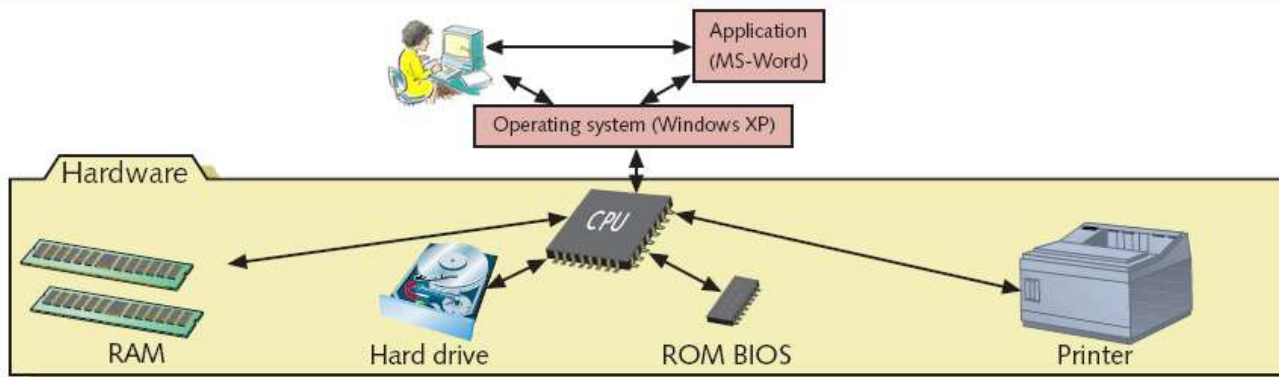 Application
(MS-Word)
Operating system (Windows XP)
Hardware
CPU
RAM
Hard drive
ROM BIOS
Printer